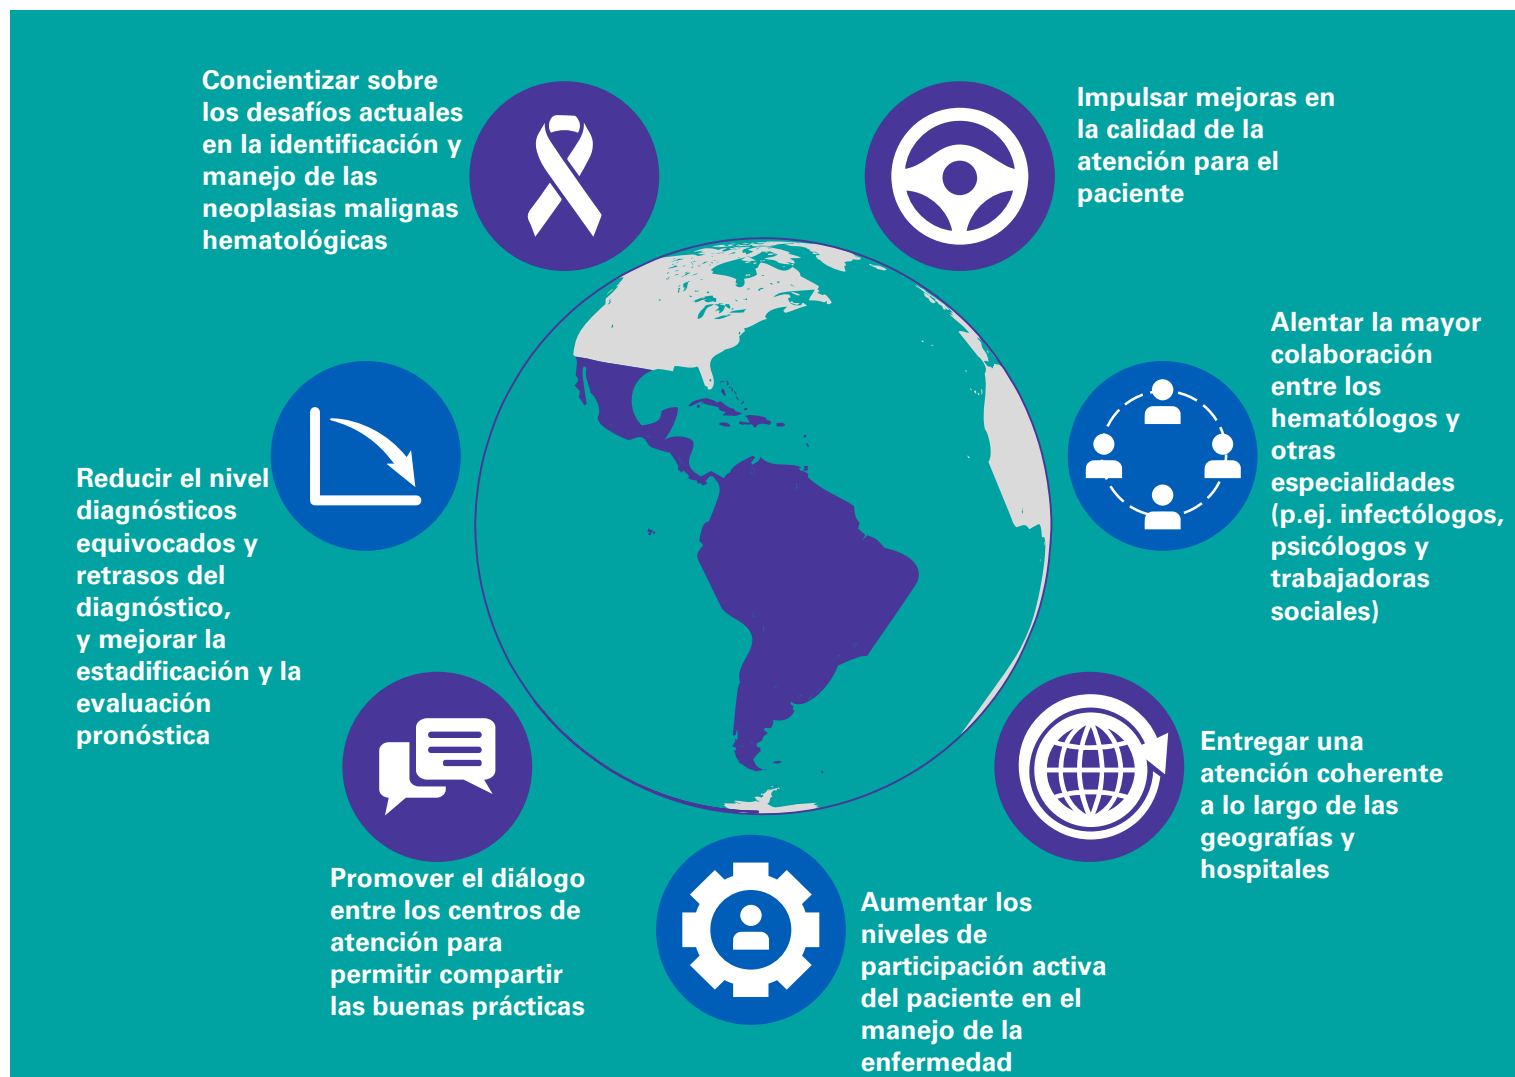 Concientizar sobre
los desafíos actuales
en la identificación y
manejo de las
neoplasias malignas
hematológicas
Impulsar mejoras en
la calidad de la
atención para el
paciente
Alentar la mayor
colaboración
entre los
hematólogos y
otras
especialidades
(p.ej. infectólogos,
psicólogos y
trabajadoras
sociales)
Reducir el nivel
diagnósticos
equivocados y
retrasos del
diagnóstico,
y mejorar la
estadificación y la
evaluación
pronóstica
Entregar una
atención coherente
a lo largo de las
geografías y
hospitales
Promover el diálogo
entre los centros de
atención para
permitir compartir
las buenas prácticas
Aumentar los
niveles de
participación activa
del paciente en el
manejo de la
enfermedad